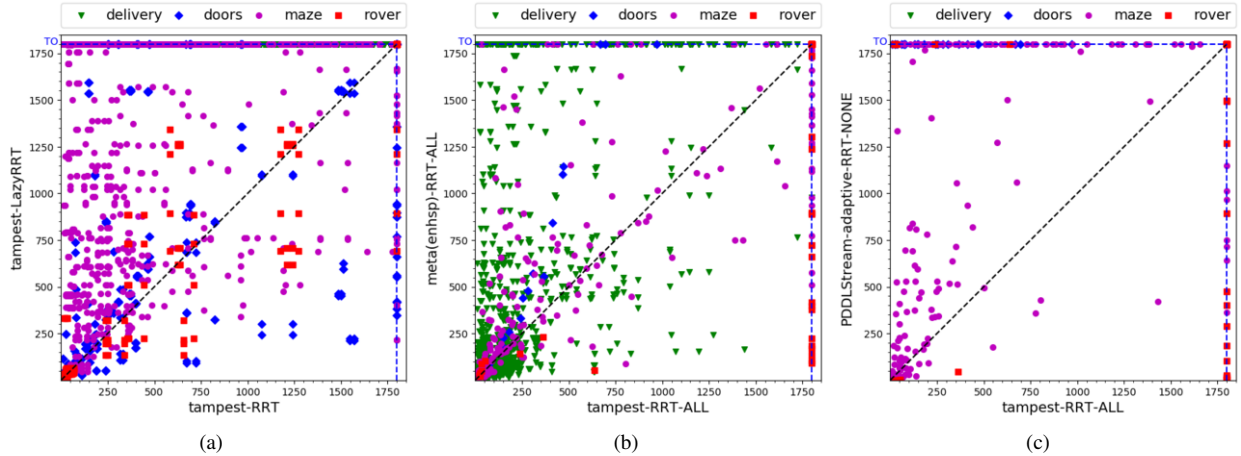 delivery doors maze rover
TO
1750
1500
1250
1000
750
500
250
tampest-LazyRRT
250 500 750 1000 1250 1500 1750
tampest-RRT
(a)
delivery doors maze rover
TO
1750
1500
1250
1000
750
500
250
meta(enhsp)-RRT-ALL
250 500 750 1000 1250 1500 1750
tampest-RRT-ALL
(b)
delivery doors maze rover
TO
1750
1500
1250
1000
750
500
250
PDDLStream-adaptive-RRT-NONE
250 500 750 1000 1250 1500 1750
tampest-RRT-ALL
(c)